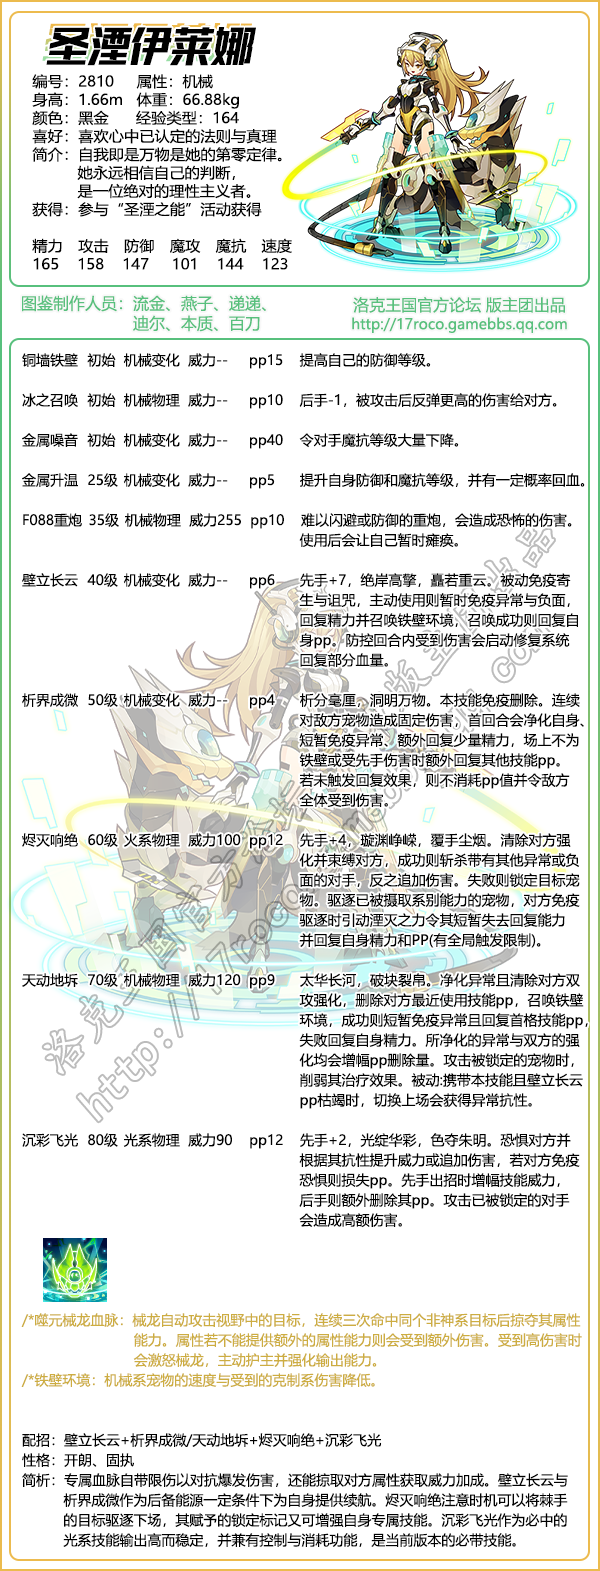 圣湮伊莱娜
编号：2810 属性：机械
身高：1.66m 体重：66.88kg
颜色：黑金 经验类型：164
喜好：喜欢心中已认定的法则与真理
简介：自我即是万物是她的第零定律。
她永远相信自己的判断，
是一位绝对的理性主义者。
获得：参与“圣湮之能”活动获得
精力 攻击 防御 魔攻 魔抗 速度
165 158 147 101 144 123
图鉴制作人员：流金、燕子、递递、
迪尔、本质、百刀
洛克王国官方论坛 版主团出品
http://17roco.gamebbs.qq.com
铜墙铁壁 初始 机械变化 威力-- pp15 提高自己的防御等级。
冰之召唤 初始 机械物理 威力-- pp10 后手-1，被攻击后反弹更高的伤害给对方。
金属噪音 初始 机械变化 威力-- pp40 令对手魔抗等级大量下降。
金属升温 25级 机械变化 威力-- pp5 提升自身防御和魔抗等级，并有一定概率回血。
F088重炮 35级 机械物理 威力255 pp10 难以闪避或防御的重炮，会造成恐怖的伤害。
使用后会让自己暂时瘫痪。
壁立长云 40级 机械变化 威力-- pp6 先手+7，绝岸高擎，矗若重云。被动免疫寄
生与诅咒，主动使用则暂时免疫异常与负面，
回复精力并召唤铁壁环境，召唤成功则回复自
身pp。防控回合内受到伤害会启动修复系统
回复部分血量。
析界成微 50级 机械变化 威力-- pp4 析分毫厘，洞明万物。本技能免疫删除。连续
对敌方宠物造成固定伤害，首回合会净化自身、
短暂免疫异常、额外回复少量精力，场上不为
铁壁或受先手伤害时额外回复其他技能pp。
若未触发回复效果，则不消耗pp值并令敌方
全体受到伤害。
烬灭响绝 60级 火系物理 威力100 pp12 先手+4，璇渊峥嵘，覆手尘烟。清除对方强
化并束缚对方，成功则斩杀带有其他异常或负
面的对手，反之追加伤害。失败则锁定目标宠
物。驱逐已被摄取系别能力的宠物，对方免疫
驱逐时引动湮灭之力令其短暂失去回复能力
并回复自身精力和PP(有全局触发限制)。
天动地坼 70级 机械物理 威力120 pp9 太华长河，破块裂帛。净化异常且清除对方双
攻强化，删除对方最近使用技能pp，召唤铁壁
环境，成功则短暂免疫异常且回复首格技能pp，
失败回复自身精力。所净化的异常与双方的强
化均会增幅pp删除量。攻击被锁定的宠物时，
削弱其治疗效果。被动:携带本技能且壁立长云
pp枯竭时，切换上场会获得异常抗性。
沉彩飞光 80级 光系物理 威力90 pp12 先手+2，光绽华彩，色夺朱明。恐惧对方并
根据其抗性提升威力或追加伤害，若对方免疫
恐惧则损失pp。先手出招时增幅技能威力，
后手则额外删除其pp。攻击已被锁定的对手
会造成高额伤害。
/*噬元械龙血脉：械龙自动攻击视野中的目标，连续三次命中同个非神系目标后掠夺其属性
能力。属性若不能提供额外的属性能力则会受到额外伤害。受到高伤害时
会激怒械龙，主动护主并强化输出能力。
/*铁壁环境：机械系宠物的速度与受到的克制系伤害降低。
配招：壁立长云+析界成微/天动地坼+烬灭响绝+沉彩飞光
性格：开朗、固执
简析：专属血脉自带限伤以对抗爆发伤害，还能掠取对方属性获取威力加成。壁立长云与
析界成微作为后备能源一定条件下为自身提供续航。烬灭响绝注意时机可以将棘手
的目标驱逐下场，其赋予的锁定标记又可增强自身专属技能。沉彩飞光作为必中的
光系技能输出高而稳定，并兼有控制与消耗功能，是当前版本的必带技能。
洛克王国官方论坛 版主团出品
http://17roco.gamebbs.qq.com